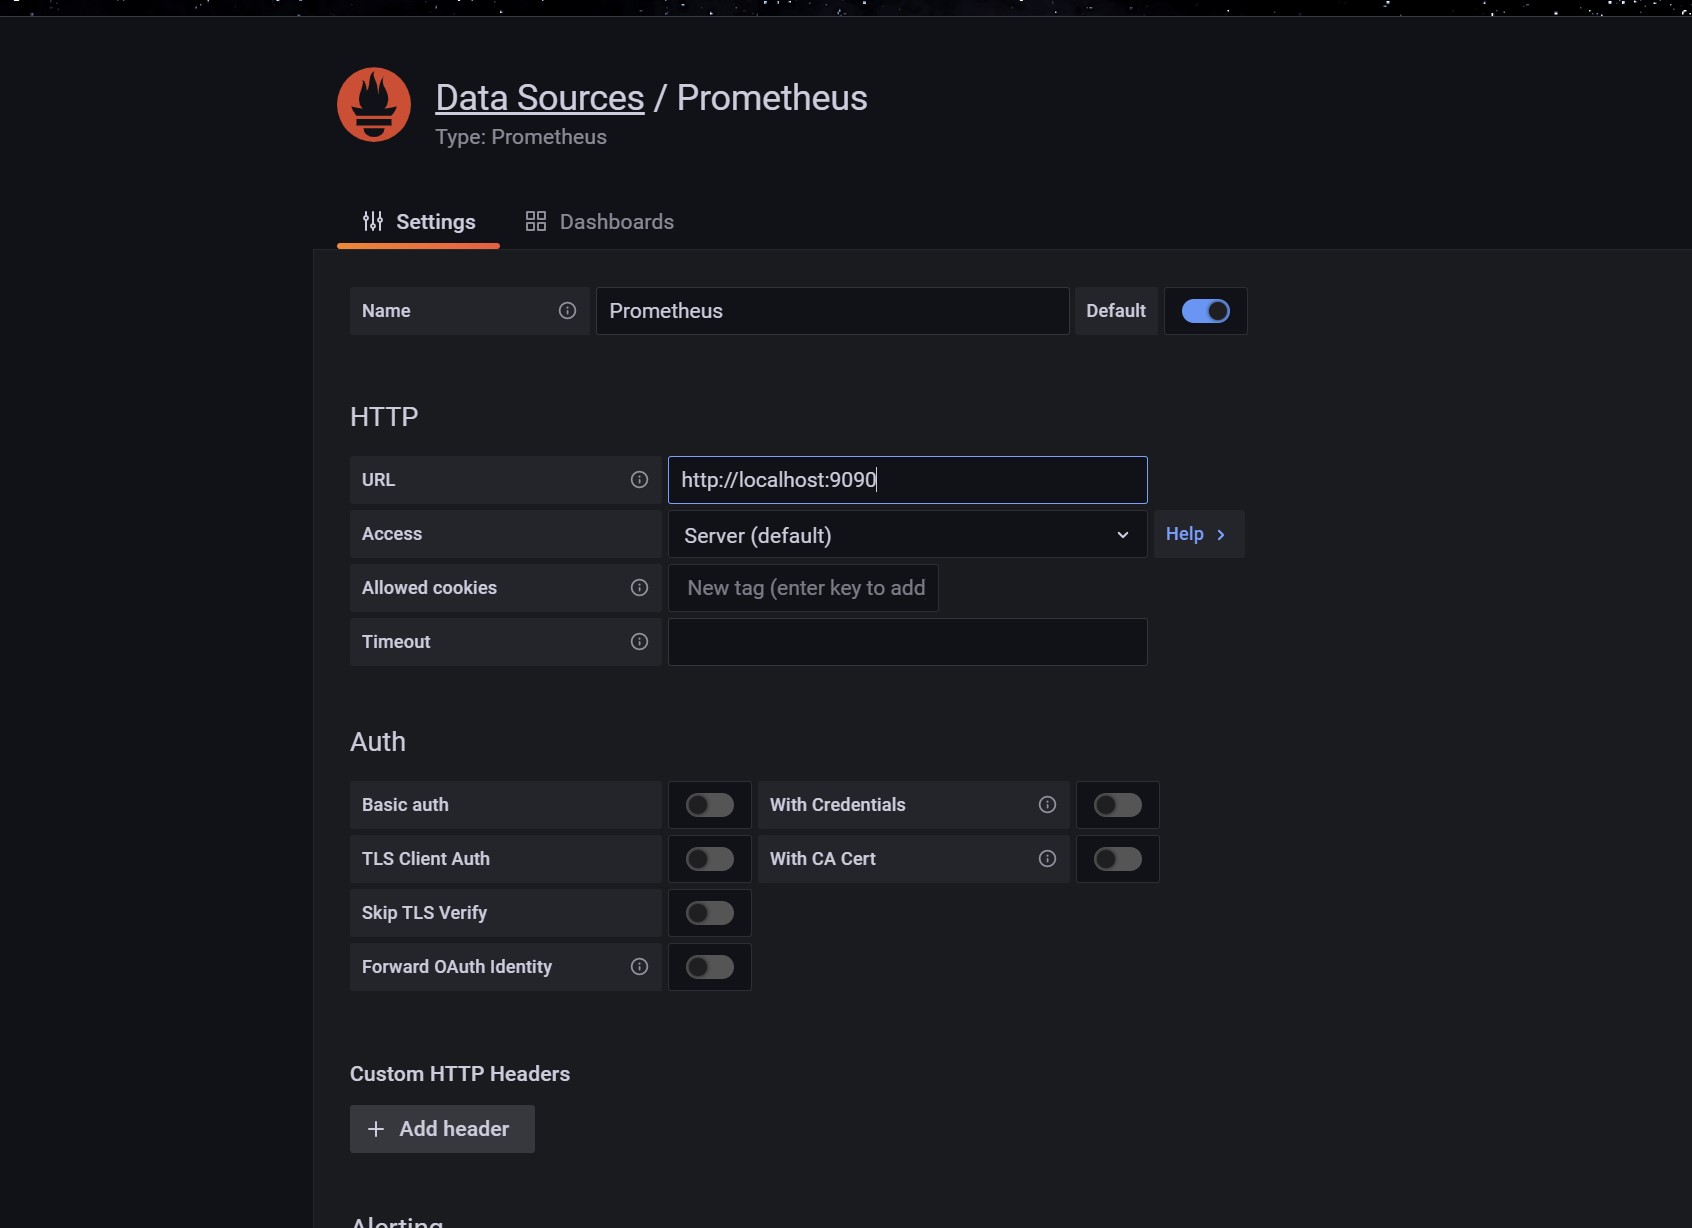 Data Sources / Prometheus
Type: Prometheus
Settings
Dashboards
Name
Prometheus
Default
HTTP
URL
http://localhost:9090
Access
Server (default)
Help
Allowed cookies
New tag (enter key to add
Timeout
Auth
Basic auth
With Credentials
TLS Client Auth
With CA Cert
Skip TLS Verify
Forward OAuth Identity
Custom HTTP Headers
+ Add header
Alerting